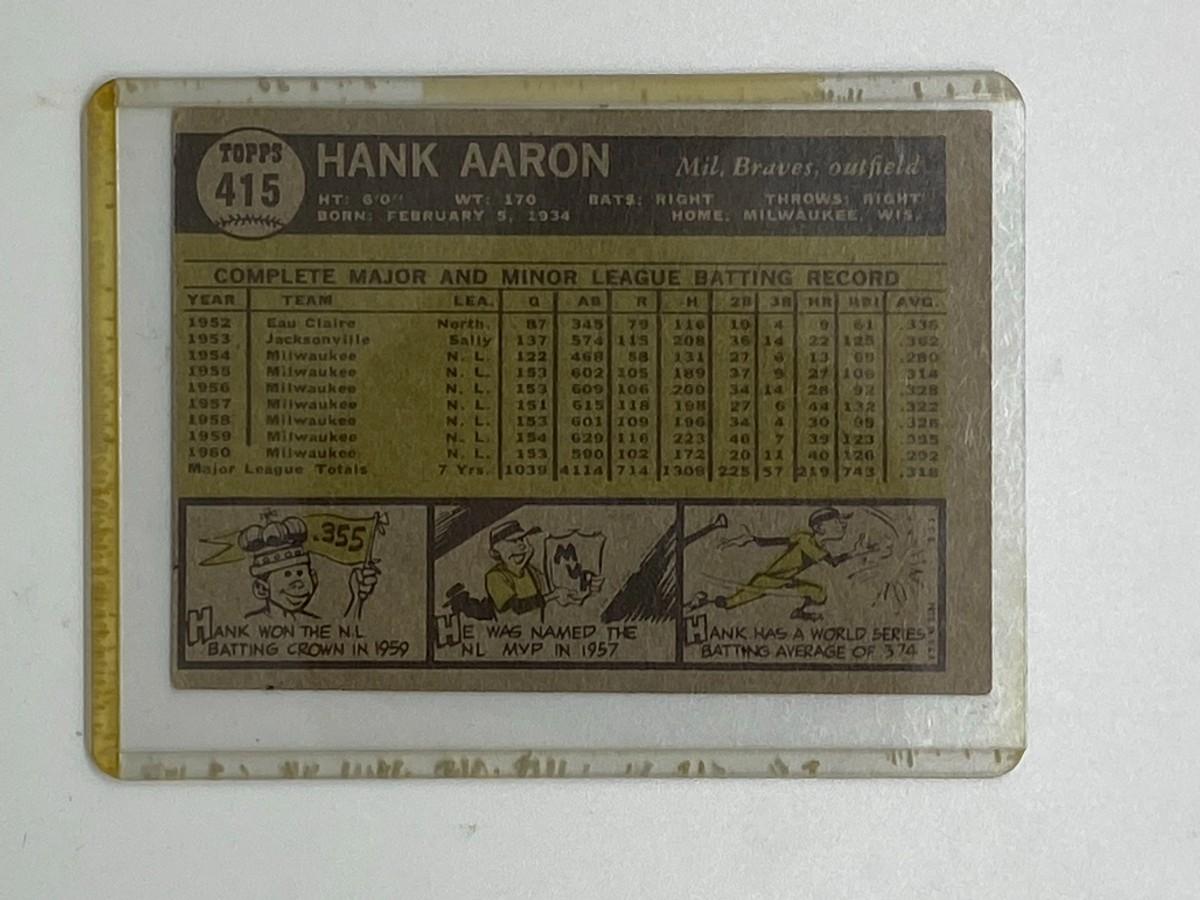 TOPPS
415
HANK AARON Mil. Braves, outfield
HT: 6'0" WT: 170 BATS: RIGHT THROWS: RIGHT
BORN: FEBRUARY 5, 1934 HOME: MILWAUKEE, WIS.
COMPLETE MAJOR AND MINOR LEAGUE BATTING RECORD
YEAR TEAM LEA. G AB R H 2B 3B HR RBI AVG.
1952 Eau Claire North. 87 345 79 116 19 4 9 61 .336
1953 Jacksonville Sally 137 574 115 208 36 14 22 125 .362
1954 Milwaukee N. L. 122 468 58 131 27 6 13 69 .280
1955 Milwaukee N. L. 153 602 105 189 37 9 27 106 .314
1956 Milwaukee N. L. 153 609 106 200 34 14 26 92 .328
1957 Milwaukee N. L. 151 615 118 198 27 6 44 132 .322
1958 Milwaukee N. L. 153 601 109 196 34 4 30 95 .326
1959 Milwaukee N. L. 154 629 116 223 46 7 39 123 .355
1960 Milwaukee N. L. 153 590 102 172 20 11 40 126 .292
Major League Totals 7 Yrs. 1039 4114 714 1309 225 57 219 743 .318
.355
HANK WON THE N.L.
BATTING CROWN IN 1959
MVP
HE WAS NAMED THE
NL MVP IN 1957
HANK HAS A WORLD SERIES
BATTING AVERAGE OF .374